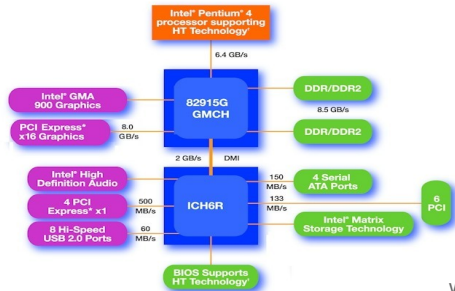 Intel® Pentium® 4
processor supporting
HT Technology†
6.4 GB/s
Intel® GMA
900 Graphics
82915G
GMCH
DDR/DDR2
8.5 GB/s
PCI Express*
x16 Graphics
8.0
GB/s
DDR/DDR2
2 GB/s
DMI
Intel® High
Definition Audio
150
MB/s
4 Serial
ATA Ports
4 PCI
Express* x1
500
MB/s
ICH6R
133
MB/s
6
PCI
8 Hi-Speed
USB 2.0 Ports
60
MB/s
Intel® Matrix
Storage Technology
BIOS Supports
HT Technology†